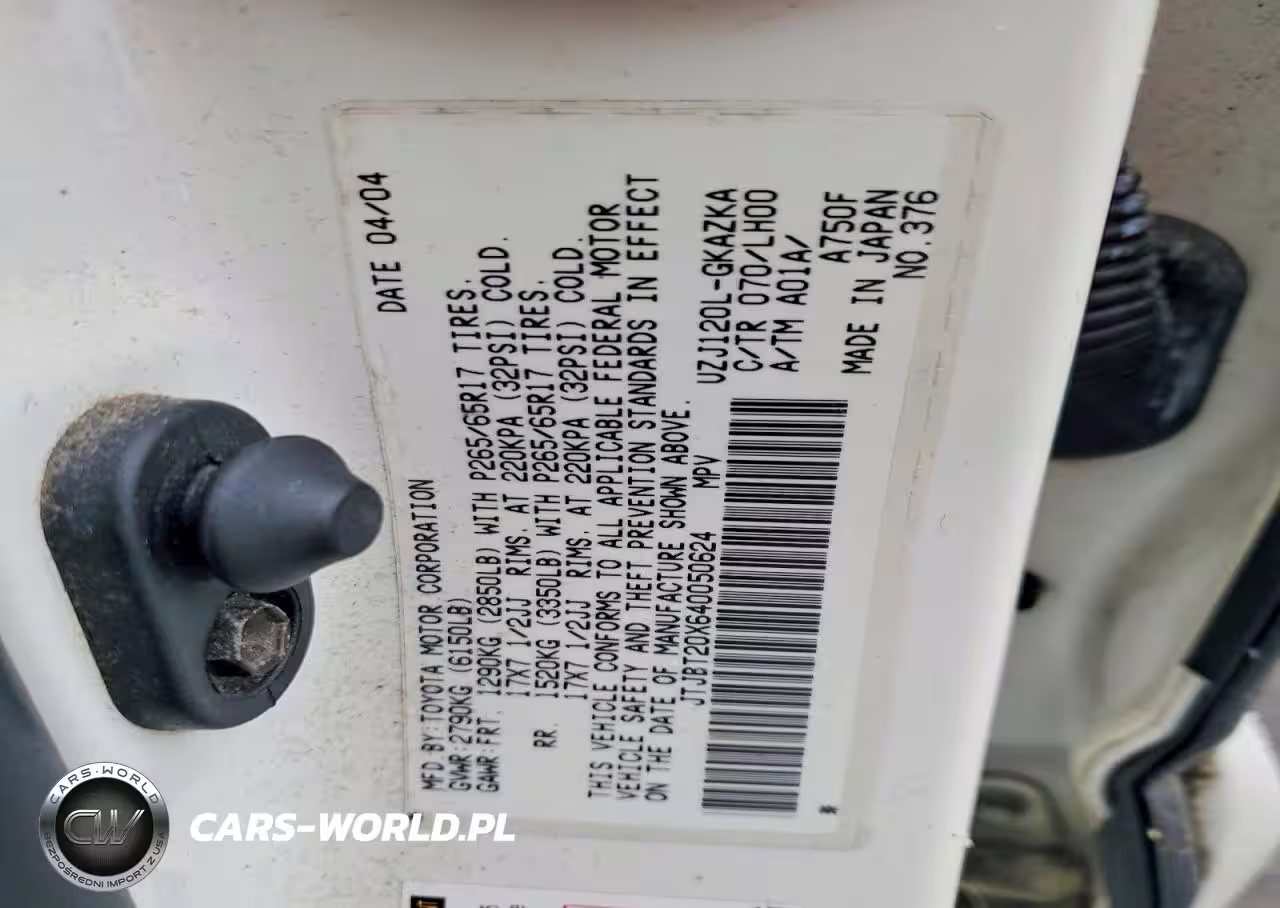 DATE 04/04
MFD BY:TOYOTA MOTOR CORPORATION
GVWR:2790KG (6150LB)
GAWR:FRT. 1290KG (2850LB) WITH P265/65R17 TIRES.
17X7 1/2JJ RIMS. AT 220KPA (32PSI) COLD.
RR. 1520KG (3350LB) WITH P265/65R17 TIRES.
17X7 1/2JJ RIMS. AT 220KPA (32PSI) COLD.
THIS VEHICLE CONFORMS TO ALL APPLICABLE FEDERAL MOTOR
VEHICLE SAFETY AND THEFT PREVENTION STANDARDS IN EFFECT
ON THE DATE OF MANUFACTURE SHOWN ABOVE.
JTJBT20X640050624 MPV
UZJ120L-GKAZKA
C/TR 070/LH00
A/TM A01A/
A750F
MADE IN JAPAN
NO.376
CARS-WORLD
CW
BEZPOŚREDNI IMPORT Z USA
CARS-WORLD.PL